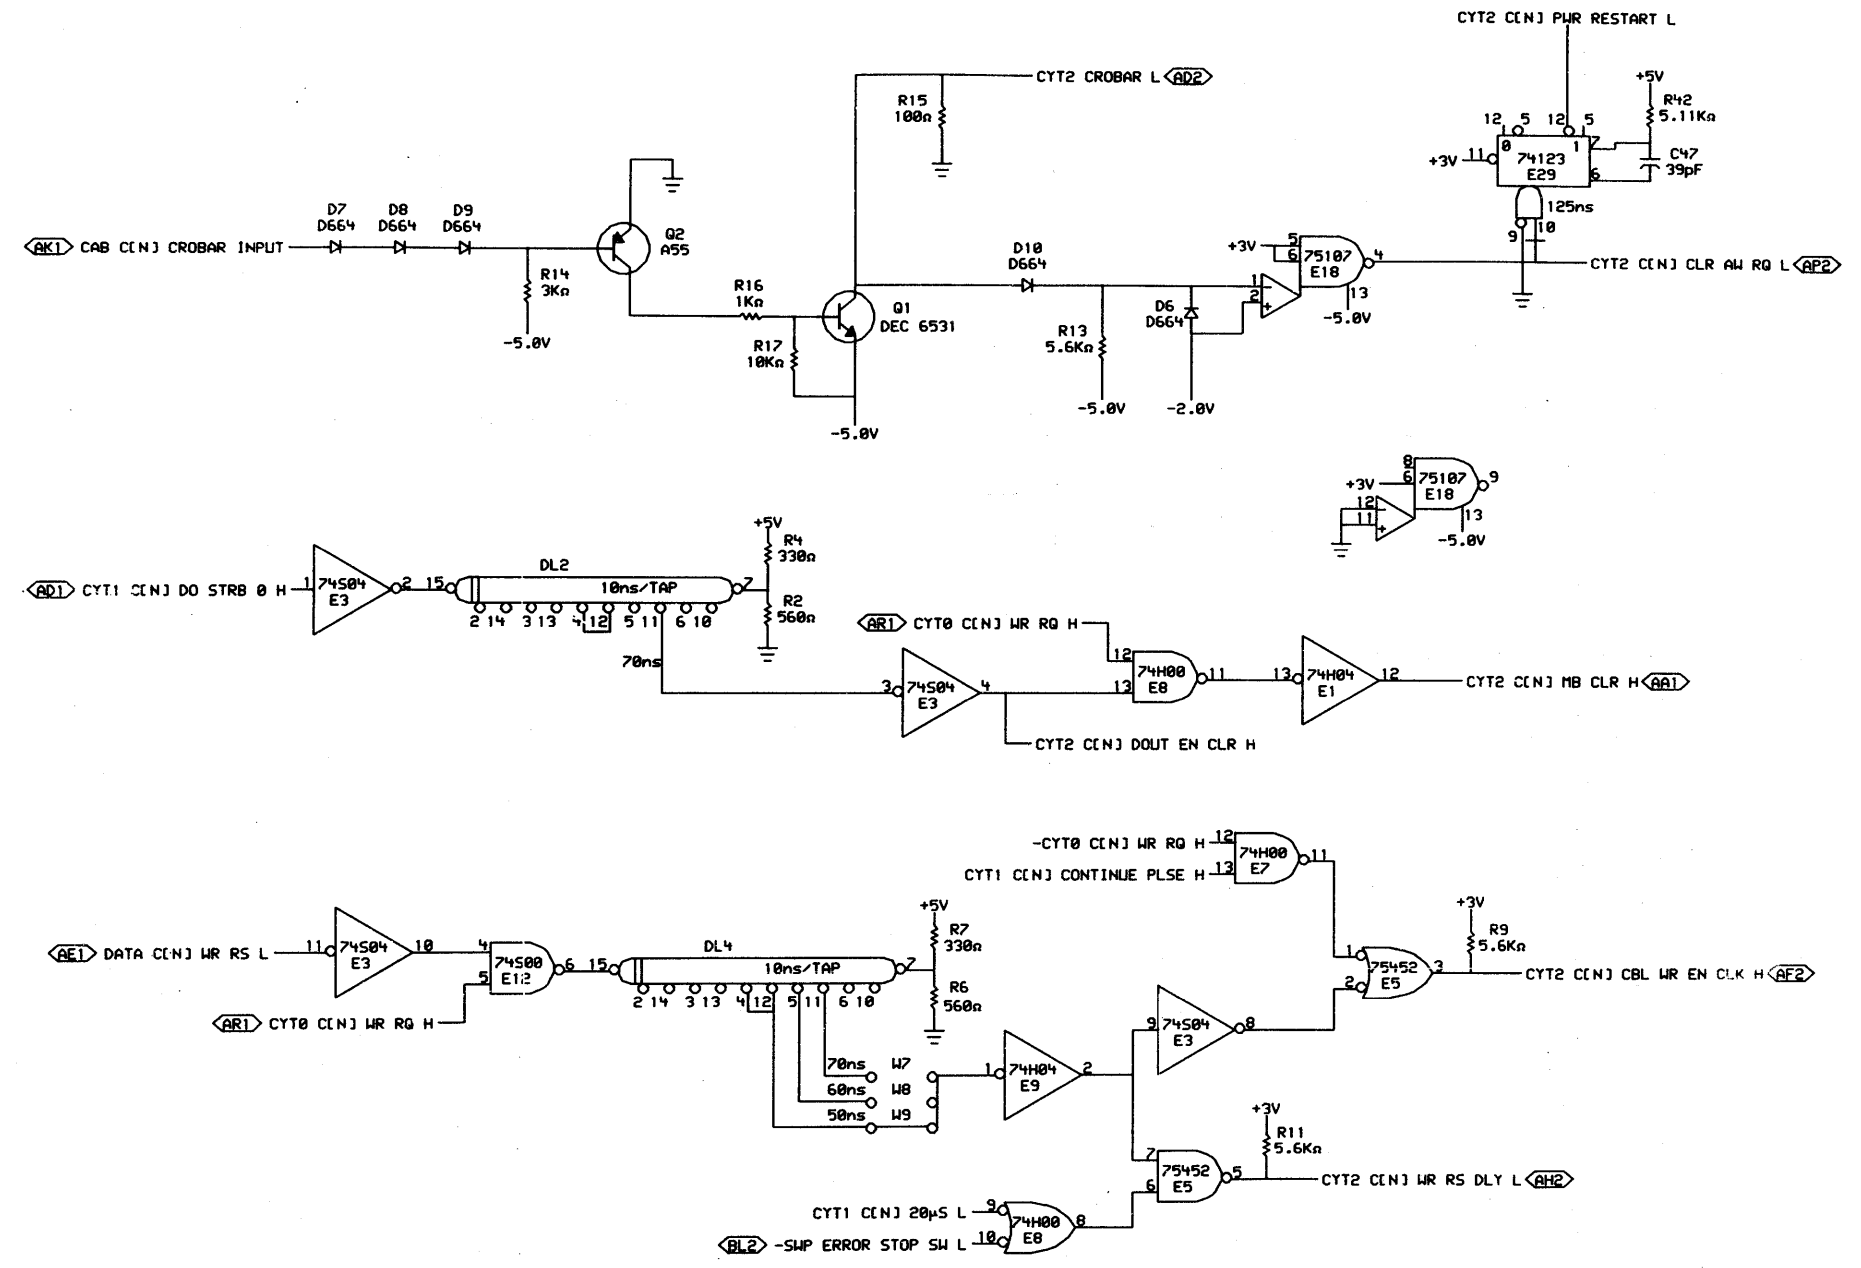 CYT2 C[N] PWR RESTART L
+5V
CYT2 CROBAR L AD2
R15
100Ω
R42
5.11KΩ
12 5 12 5
0 1 7
+3V 11 74123
E29
6
C47
39pF
125ns
9 10
D7
D664
D8
D664
D9
D664
AK1 CAB C[N] CROBAR INPUT
Q2
A55
R14
3KΩ
-5.0V
R16
1KΩ
Q1
DEC 6531
R17
10KΩ
-5.0V
D10
D664
+3V 5
6
75107
E18
4
1
2
13
-5.0V
D6
D664
R13
5.6KΩ
-5.0V
-2.0V
CYT2 C[N] CLR AW RQ L AP2
8
+3V 6
75107
E18
9
12
11
13
-5.0V
AD1 CYT1 C[N] DO STRB 0 H 1 74S04 2
E3
15 DL2
10ns/TAP 7
2 14 3 13 4 12 5 11 6 10
+5V
R4
330Ω
R2
560Ω
70ns
3 74S04 4
E3
AR1 CYT0 C[N] WR RQ H
12
13
74H00
E8
11
13 74H04 12
E1
CYT2 C[N] MB CLR H AA1
CYT2 C[N] DOUT EN CLR H
-CYT0 C[N] WR RQ H 12
CYT1 C[N] CONTINUE PLSE H 13
74H00
E7
11
AE1 DATA C[N] WR RS L 11 74S04 10
E3
4
5
74S00
E12
6
AR1 CYT0 C[N] WR RQ H
15 DL4
10ns/TAP 7
2 14 3 13 4 12 5 11 6 10
+5V
R7
330Ω
R6
560Ω
70ns W7
60ns W8
50ns W9
1 74H04 2
E9
9 74S04 8
E3
1
2
75452
E5
3
+3V
R9
5.6KΩ
CYT2 C[N] CBL WR EN CLK H AF2
7
6
75452
E5
5
+3V
R11
5.6KΩ
CYT2 C[N] WR RS DLY L AH2
CYT1 C[N] 20µS L 9
BL2 -SWP ERROR STOP SW L 10
74H00
E8
8